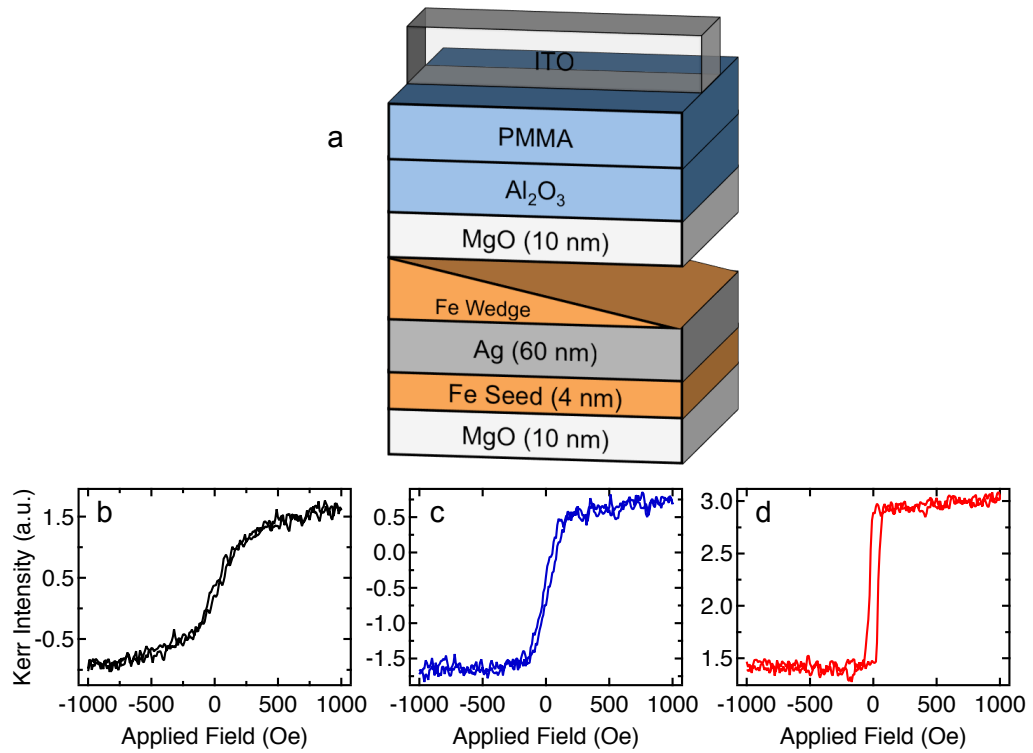 ITO
a
PMMA
Al₂O₃
MgO (10 nm)
Fe Wedge
Ag (60 nm)
Fe Seed (4 nm)
MgO (10 nm)
Kerr Intensity (a.u.)
b
1.5
0.5
-0.5
-1000 -500 0 500 1000
Applied Field (Oe)
c
0.5
0.0
-0.5
-1.0
-1.5
-1000 -500 0 500 1000
Applied Field (Oe)
d
3.0
2.5
2.0
1.5
-1000 -500 0 500 1000
Applied Field (Oe)